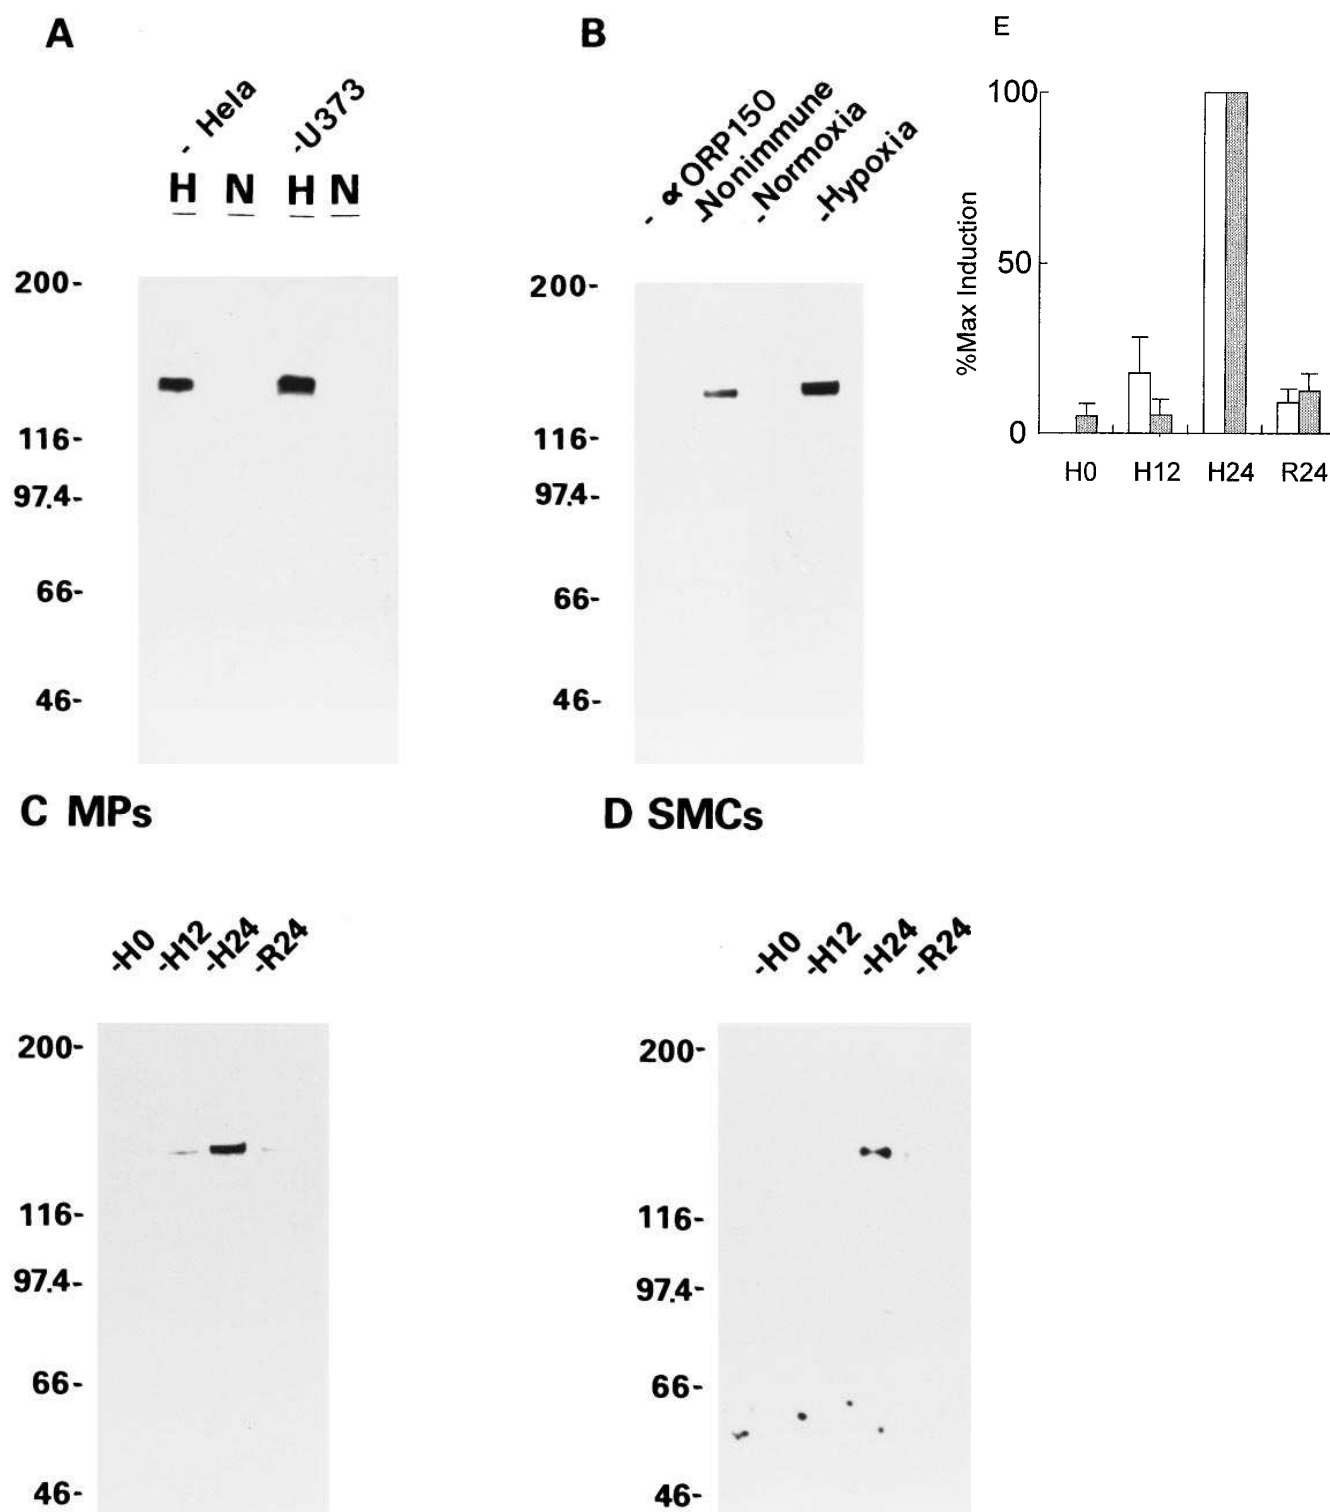 A
- Hela
-U373
H N H N
200-
116-
97.4-
66-
46-
B
- αORP150
-Nonimmune
-Normoxia
-Hypoxia
200-
116-
97.4-
66-
46-
E
%Max Induction
100
50
0
H0 H12 H24 R24
C MPs
-H0
-H12
-H24
-R24
200-
116-
97.4-
66-
46-
D SMCs
-H0
-H12
-H24
-R24
200-
116-
97.4-
66-
46-